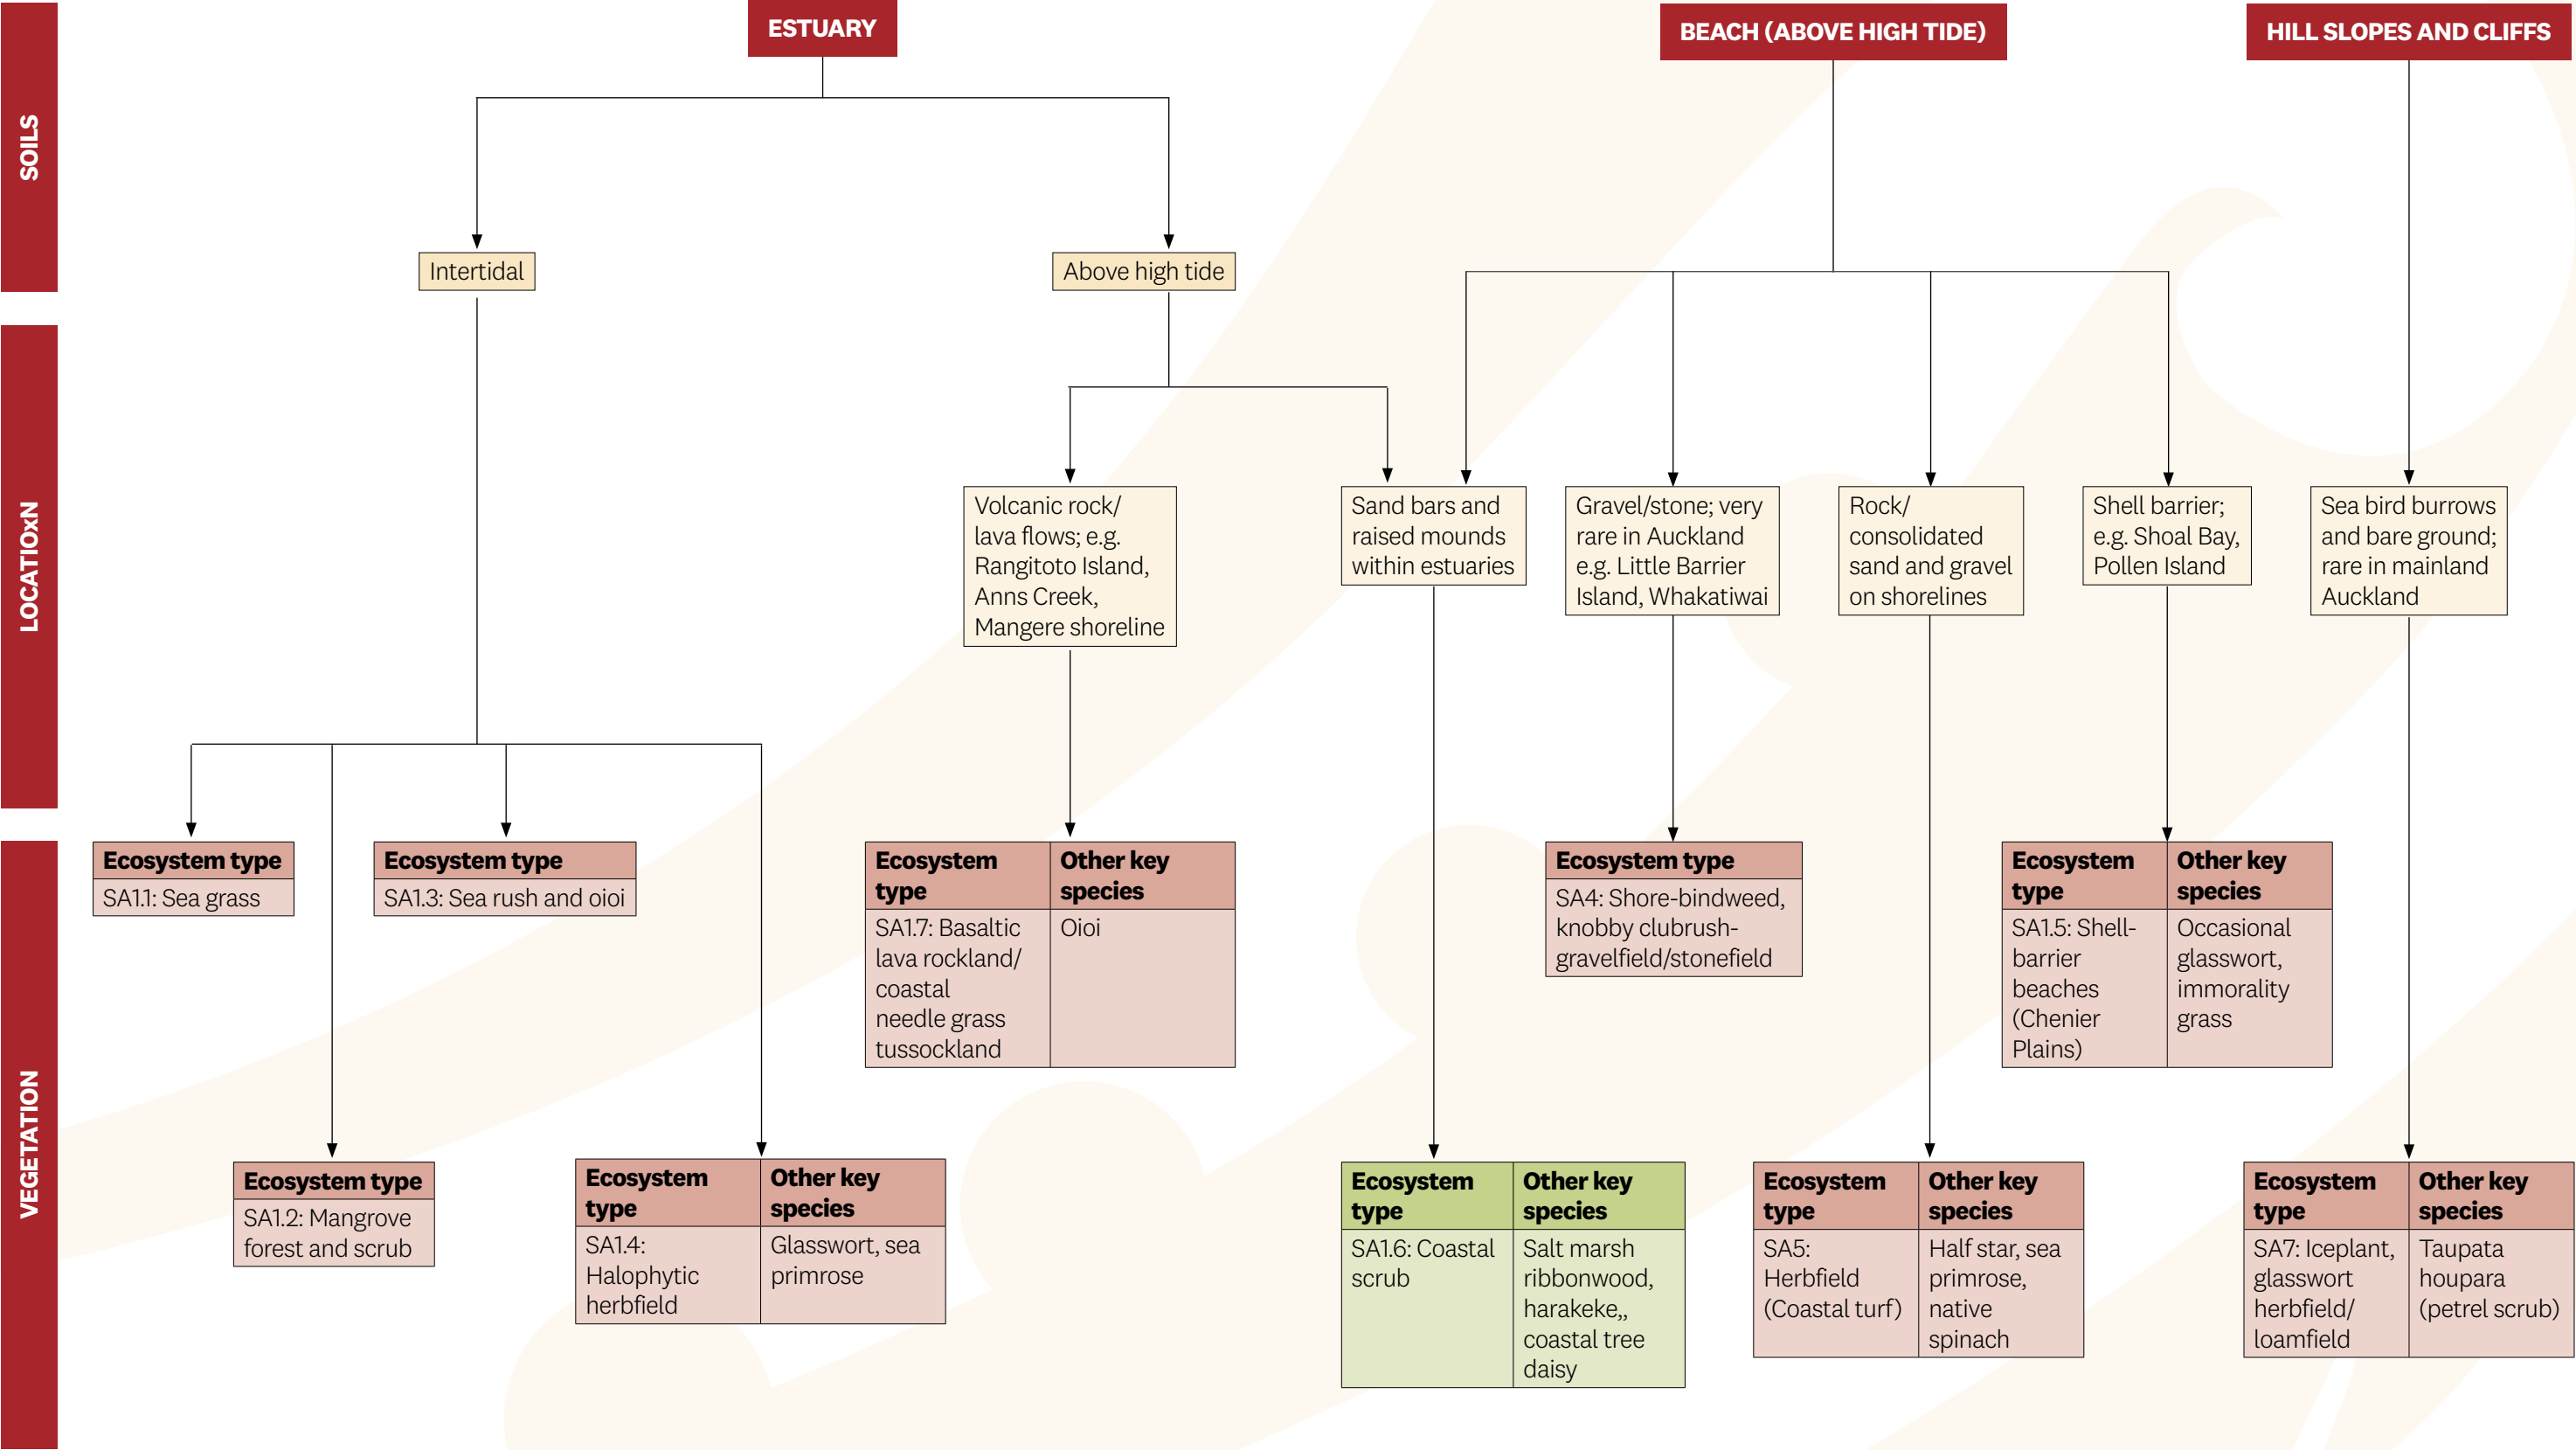 ESTUARY
BEACH (ABOVE HIGH TIDE)
HILL SLOPES AND CLIFFS
SOILS
Intertidal
Above high tide
LOCATIOxN
Volcanic rock/
lava flows; e.g.
Rangitoto Island,
Anns Creek,
Mangere shoreline
Sand bars and
raised mounds
within estuaries
Gravel/stone; very
rare in Auckland
e.g. Little Barrier
Island, Whakatiwai
Rock/
consolidated
sand and gravel
on shorelines
Shell barrier;
e.g. Shoal Bay,
Pollen Island
Sea bird burrows
and bare ground;
rare in mainland
Auckland
VEGETATION
Ecosystem type
SA1.1: Sea grass
Ecosystem type
SA1.3: Sea rush and oioi
Ecosystem
type
Other key
species
SA1.7: Basaltic
lava rockland/
coastal
needle grass
tussockland
Oioi
Ecosystem type
SA4: Shore-bindweed,
knobby clubrush-
gravelfield/stonefield
Ecosystem
type
Other key
species
SA1.5: Shell-
barrier
beaches
(Chenier
Plains)
Occasional
glasswort,
immorality
grass
Ecosystem type
SA1.2: Mangrove
forest and scrub
Ecosystem
type
Other key
species
SA1.4:
Halophytic
herbfield
Glasswort, sea
primrose
Ecosystem
type
Other key
species
SA1.6: Coastal
scrub
Salt marsh
ribbonwood,
harakeke,,
coastal tree
daisy
Ecosystem
type
Other key
species
SA5:
Herbfield
(Coastal turf)
Half star, sea
primrose,
native
spinach
Ecosystem
type
Other key
species
SA7: Iceplant,
glasswort
herbfield/
loamfield
Taupata
houpara
(petrel scrub)